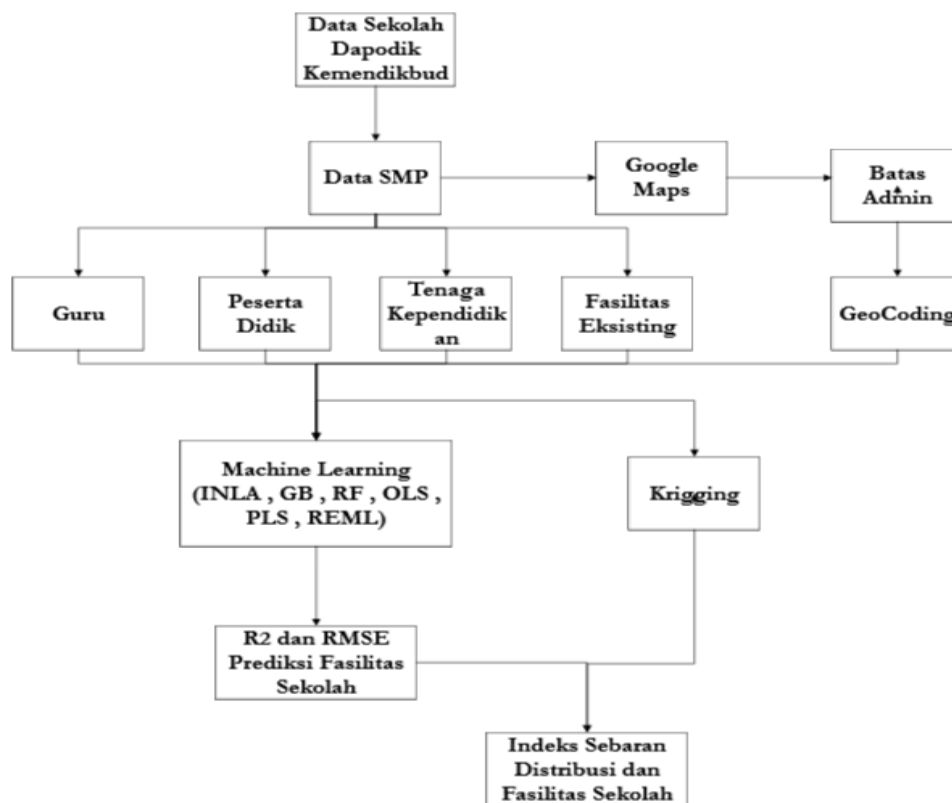 Data Sekolah
Dapodik
Kemendikbud
Data SMP
Google
Maps
Batas
Admin
Guru
Peserta
Didik
Tenaga
Kependidik
an
Fasilitas
Eksisting
GeoCoding
Machine Learning
(INLA , GB , RF , OLS ,
PLS , REML)
Krigging
R2 dan RMSE
Prediksi Fasilitas
Sekolah
Indeks Sebaran
Distribusi dan
Fasilitas Sekolah